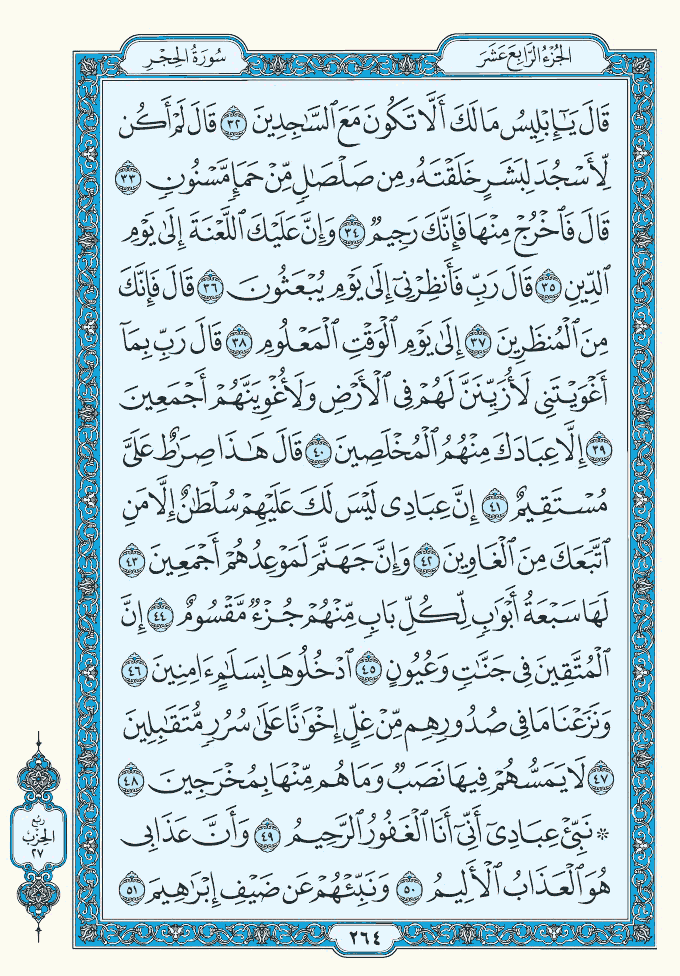 الجُزْءُ الرَّابِعَ عَشَرَ
سُورَةُ الحِجْرِ
قَالَ يَـٰٓإِبْلِيسُ مَا لَكَ أَلَّا تَكُونَ مَعَ ٱلسَّـٰجِدِينَ ٣٢ قَالَ لَمْ أَكُن
لِّأَسْجُدَ لِبَشَرٍ خَلَقْتَهُۥ مِن صَلْصَـٰلٍ مِّنْ حَمَإٍ مَّسْنُونٍ ٣٣
قَالَ فَٱخْرُجْ مِنْهَا فَإِنَّكَ رَجِيمٌ ٣٤ وَإِنَّ عَلَيْكَ ٱللَّعْنَةَ إِلَىٰ يَوْمِ
ٱلدِّينِ ٣٥ قَالَ رَبِّ فَأَنظِرْنِىٓ إِلَىٰ يَوْمِ يُبْعَثُونَ ٣٦ قَالَ فَإِنَّكَ
مِنَ ٱلْمُنظَرِينَ ٣٧ إِلَىٰ يَوْمِ ٱلْوَقْتِ ٱلْمَعْلُومِ ٣٨ قَالَ رَبِّ بِمَآ
أَغْوَيْتَنِى لَأُزَيِّنَنَّ لَهُمْ فِى ٱلْأَرْضِ وَلَأُغْوِيَنَّهُمْ أَجْمَعِينَ
٣٩ إِلَّا عِبَادَكَ مِنْهُمُ ٱلْمُخْلَصِينَ ٤٠ قَالَ هَـٰذَا صِرَٰطٌ عَلَىَّ
مُسْتَقِيمٌ ٤١ إِنَّ عِبَادِى لَيْسَ لَكَ عَلَيْهِمْ سُلْطَـٰنٌ إِلَّا مَنِ
ٱتَّبَعَكَ مِنَ ٱلْغَاوِينَ ٤٢ وَإِنَّ جَهَنَّمَ لَمَوْعِدُهُمْ أَجْمَعِينَ ٤٣
لَهَا سَبْعَةُ أَبْوَٰبٍ لِّكُلِّ بَابٍ مِّنْهُمْ جُزْءٌ مَّقْسُومٌ ٤٤ إِنَّ
ٱلْمُتَّقِينَ فِى جَنَّـٰتٍ وَعُيُونٍ ٤٥ ٱدْخُلُوهَا بِسَلَـٰمٍ ءَامِنِينَ ٤٦
وَنَزَعْنَا مَا فِى صُدُورِهِم مِّنْ غِلٍّ إِخْوَٰنًا عَلَىٰ سُرُرٍ مُّتَقَـٰبِلِينَ
٤٧ لَا يَمَسُّهُمْ فِيهَا نَصَبٌ وَمَا هُم مِّنْهَا بِمُخْرَجِينَ ٤٨
۞ نَبِّئْ عِبَادِىٓ أَنِّىٓ أَنَا ٱلْغَفُورُ ٱلرَّحِيمُ ٤٩ وَأَنَّ عَذَابِى
هُوَ ٱلْعَذَابُ ٱلْأَلِيمُ ٥٠ وَنَبِّئْهُمْ عَن ضَيْفِ إِبْرَٰهِيمَ ٥١
رُبع
الحِزْب
٢٧
٢٦٤